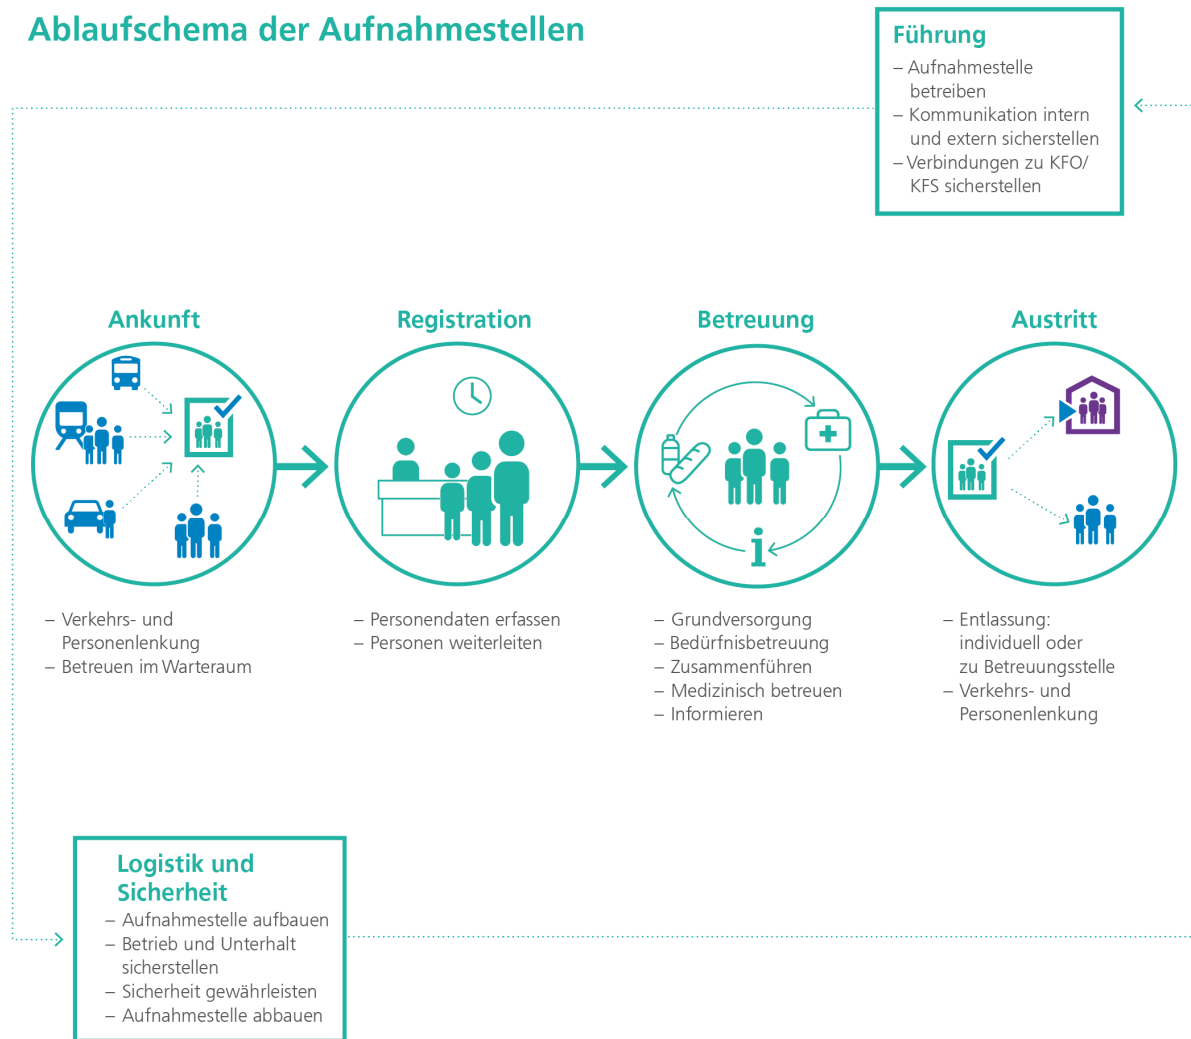 Ablaufschema der Aufnahmestellen
Führung
– Aufnahmestelle
betreiben
– Kommunikation intern
und extern sicherstellen
– Verbindungen zu KFO/
KFS sicherstellen
Ankunft
– Verkehrs- und
Personenlenkung
– Betreuen im Warteraum
Registration
– Personendaten erfassen
– Personen weiterleiten
Betreuung
– Grundversorgung
– Bedürfnisbetreuung
– Zusammenführen
– Medizinisch betreuen
– Informieren
Austritt
– Entlassung:
individuell oder
zu Betreuungsstelle
– Verkehrs- und
Personenlenkung
Logistik und
Sicherheit
– Aufnahmestelle aufbauen
– Betrieb und Unterhalt
sicherstellen
– Sicherheit gewährleisten
– Aufnahmestelle abbauen